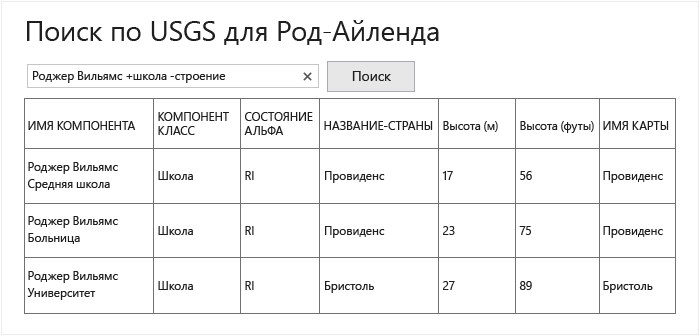 Поиск по USGS для Род-Айленда
Роджер Вильямс +школа -строение
Поиск
ИМЯ КОМПОНЕНТА КОМПОНЕНТ КЛАСС СОСТОЯНИЕ АЛЬФА НАЗВАНИЕ-СТРАНЫ Высота (м) Высота (футы) ИМЯ КАРТЫ
Роджер Вильямс
Средняя школа Школа RI Провиденс 17 56 Провиденс
Роджер Вильямс
Больница Школа RI Провиденс 23 75 Провиденс
Роджер Вильямс
Университет Школа RI Бристоль 27 89 Бристоль